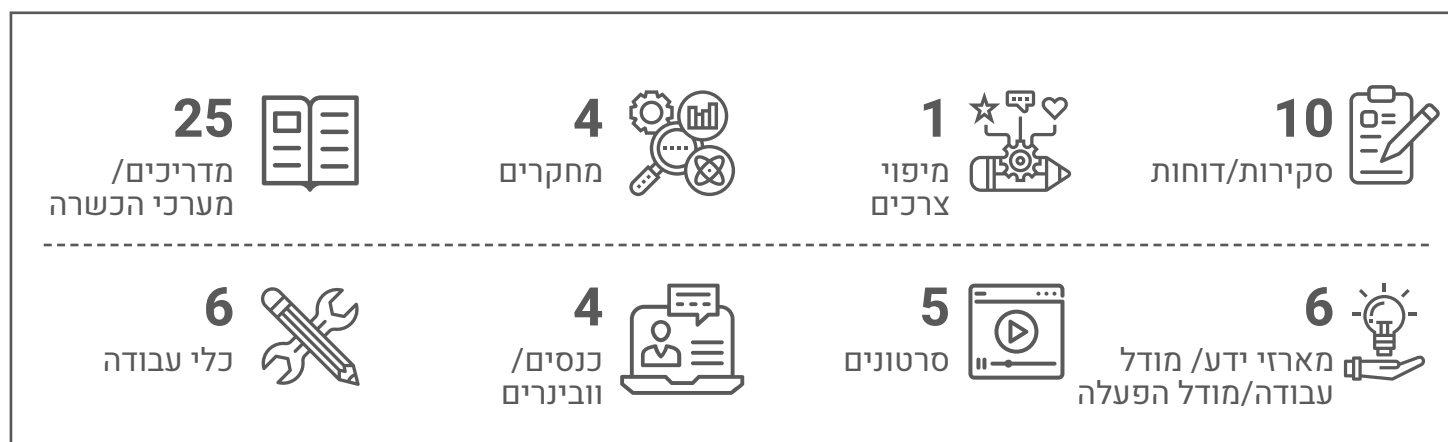 10
סקירות/דוחות
1
מיפוי
צרכים
4
מחקרים
25
מדריכים/
מערכי הכשרה
6
מארזי ידע/ מודל
עבודה/מודל הפעלה
5
סרטונים
4
כנסים/
וובינרים
6
כלי עבודה